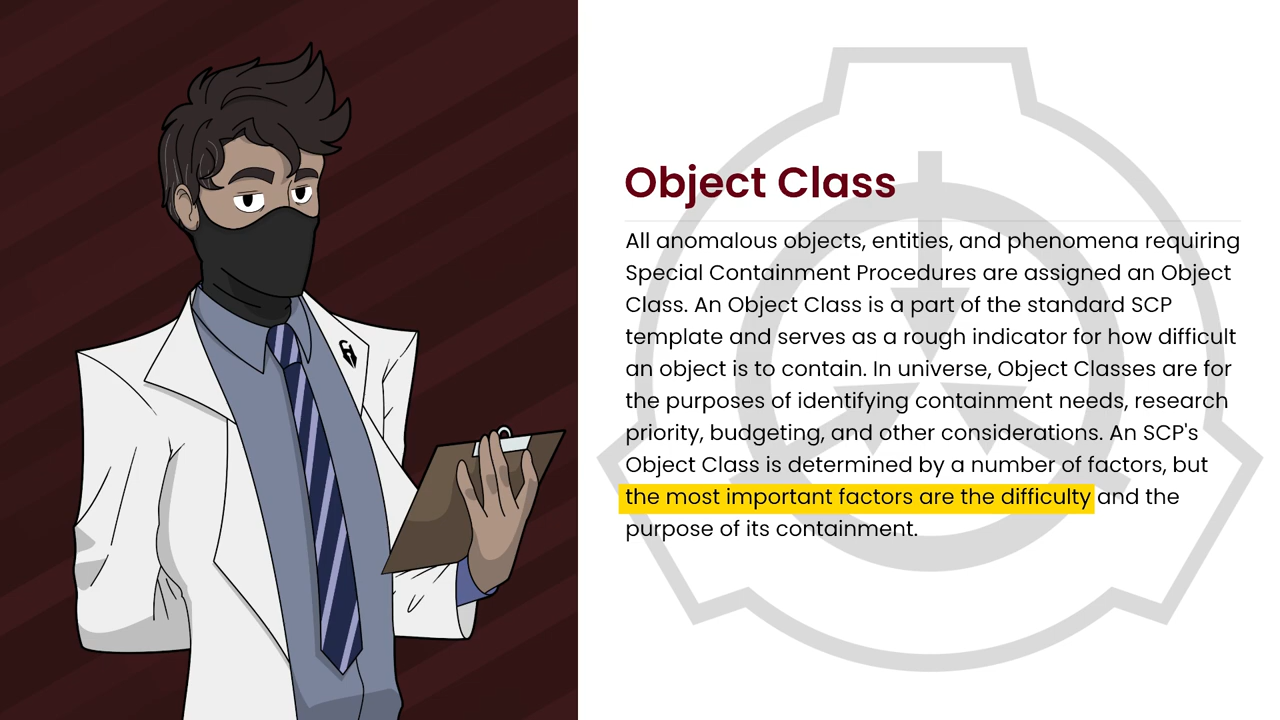 Object Class
All anomalous objects, entities, and phenomena requiring
Special Containment Procedures are assigned an Object
Class. An Object Class is a part of the standard SCP
template and serves as a rough indicator for how difficult
an object is to contain. In universe, Object Classes are for
the purposes of identifying containment needs, research
priority, budgeting, and other considerations. An SCP's
Object Class is determined by a number of factors, but
the most important factors are the difficulty and the
purpose of its containment.